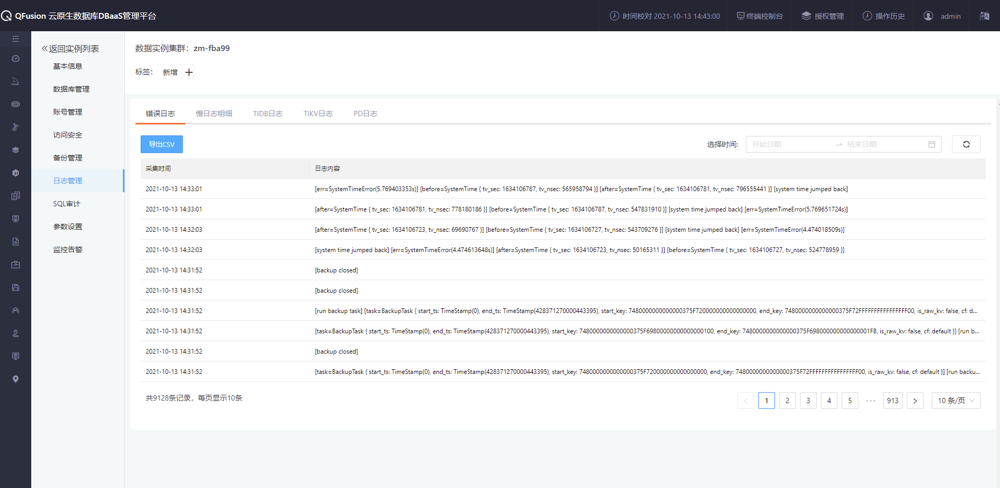 QFusion 云原生数据库DBaaS管理平台
时间校对 2021-10-13 14:43:00
终端控制台
授权管理
操作历史
admin
返回实例列表
基本信息
数据库管理
账号管理
访问安全
备份管理
日志管理
SQL审计
参数设置
监控告警
数据实例集群：zm-fba99
标签： 新增
错误日志 慢日志明细 TIDB日志 TIKV日志 PD日志
导出CSV
选择时间: 开始日期 → 结束日期
采集时间 日志内容
2021-10-13 14:33:01 [err=SystemTimeError(5.769403353s)] [before=SystemTime { tv_sec: 1634106787, tv_nsec: 565958794 }] [after=SystemTime { tv_sec: 1634106781, tv_nsec: 796555441 }] [system time jumped back]
2021-10-13 14:33:01 [after=SystemTime { tv_sec: 1634106781, tv_nsec: 778180186 }] [before=SystemTime { tv_sec: 1634106787, tv_nsec: 547831910 }] [system time jumped back] [err=SystemTimeError(5.769651724s)]
2021-10-13 14:32:03 [after=SystemTime { tv_sec: 1634106723, tv_nsec: 69690767 }] [before=SystemTime { tv_sec: 1634106727, tv_nsec: 543709276 }] [system time jumped back] [err=SystemTimeError(4.474018509s)]
2021-10-13 14:32:03 [system time jumped back] [err=SystemTimeError(4.474613648s)] [after=SystemTime { tv_sec: 1634106723, tv_nsec: 50165311 }] [before=SystemTime { tv_sec: 1634106727, tv_nsec: 524778959 }]
2021-10-13 14:31:52 [backup closed]
2021-10-13 14:31:52 [backup closed]
2021-10-13 14:31:52 [run backup task] [task=BackupTask { start_ts: TimeStamp(0), end_ts: TimeStamp(428371270000443395), start_key: 7480000000000000375F720000000000000000, end_key: 7480000000000000375F72FFFFFFFFFFFFFFFF00, is_raw_kv: false, cf: d...
2021-10-13 14:31:52 [task=BackupTask { start_ts: TimeStamp(0), end_ts: TimeStamp(428371270000443395), start_key: 7480000000000000375F69800000000000000100, end_key: 7480000000000000375F698000000000000001FB, is_raw_kv: false, cf: default }] [run b...
2021-10-13 14:31:52 [backup closed]
2021-10-13 14:31:52 [task=BackupTask { start_ts: TimeStamp(0), end_ts: TimeStamp(428371270000443395), start_key: 7480000000000000375F720000000000000000, end_key: 7480000000000000375F72FFFFFFFFFFFFFFFF00, is_raw_kv: false, cf: default }] [run backu...
共9128条记录，每页显示10条
< 1 2 3 4 5 ••• 913 > 10 条/页